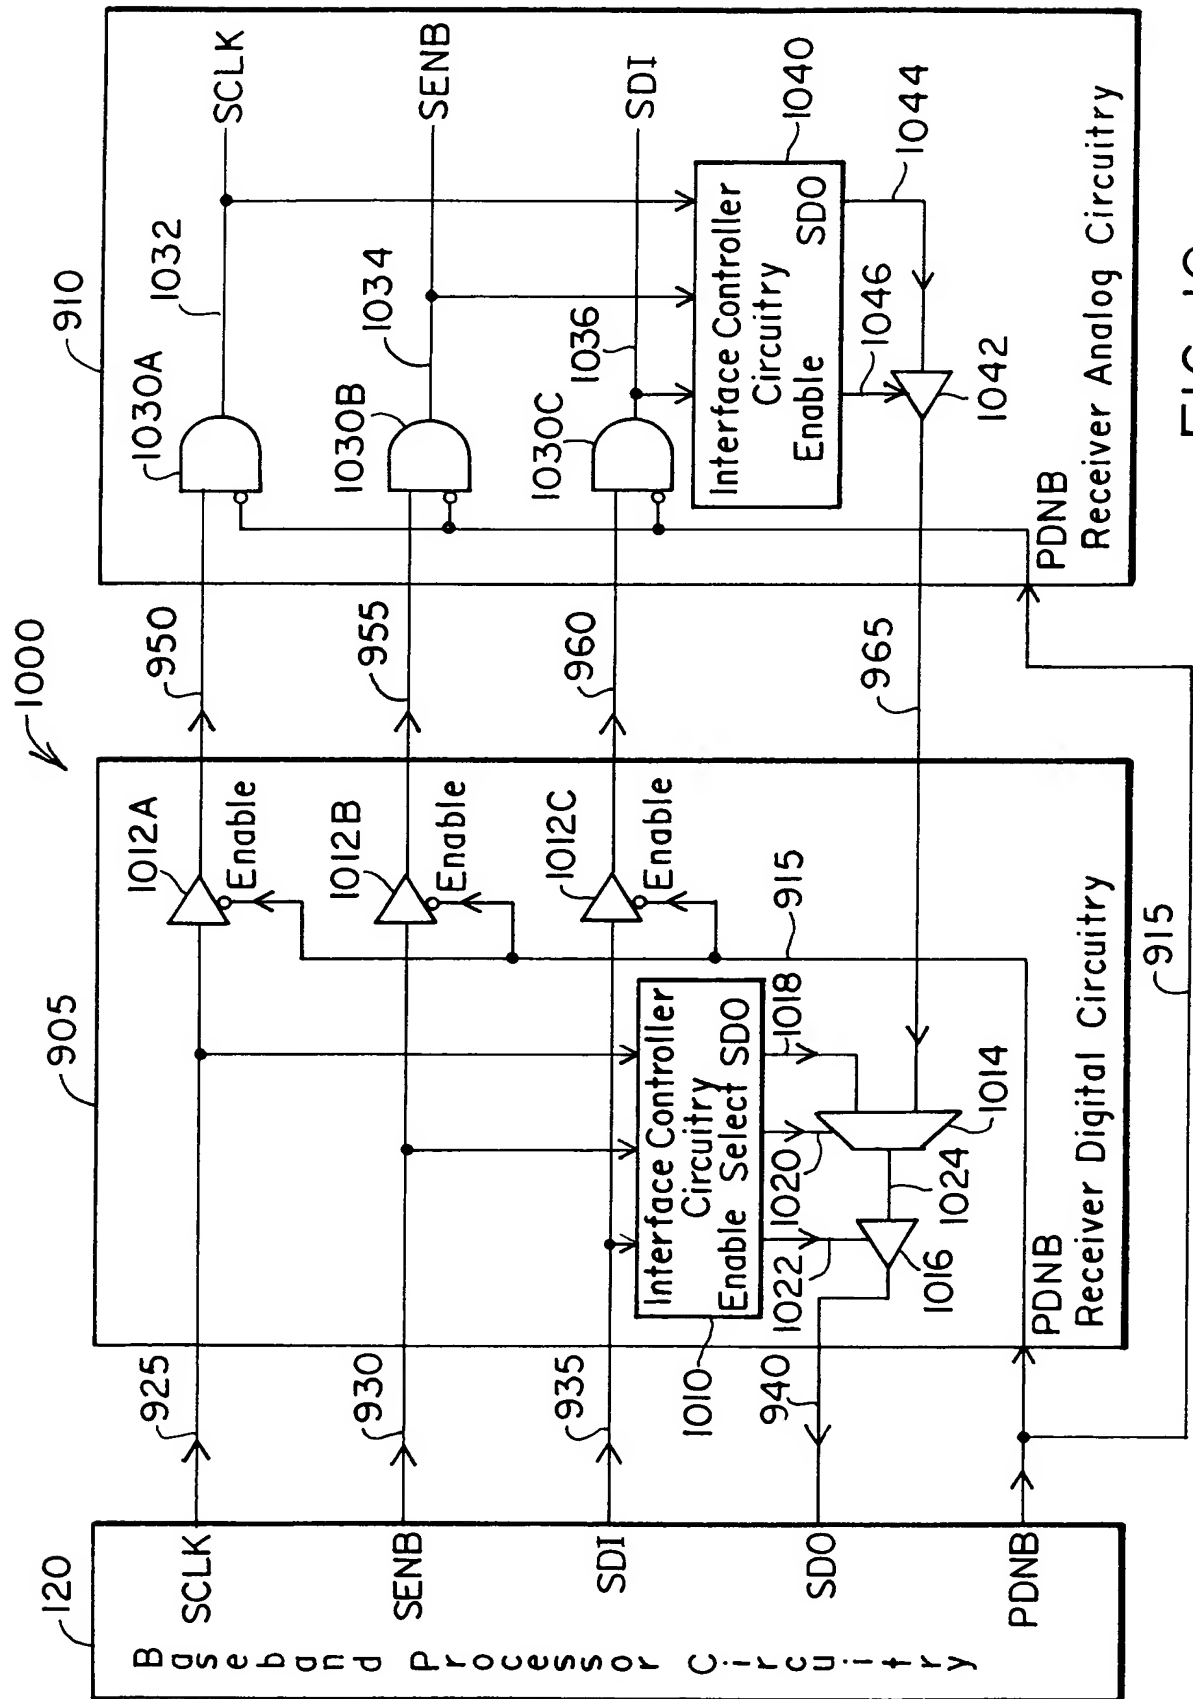 1000
120
Baseband Processor Circuitry
SCLK
SENB
SDI
SDO
PDNB
925
930
935
940
905
1012A
Enable
1012B
Enable
1012C
Enable
915
Interface Controller
Circuitry
Enable Select SDO
1010
1018
1020
1022
1014
1024
1016
PDNB
Receiver Digital Circuitry
950
955
960
965
915
910
1030A
1032
SCLK
1030B
1034
SENB
1030C
1036
SDI
Interface Controller
Circuitry
Enable SDO
1040
1044
1046
1042
PDNB
Receiver Analog Circuitry